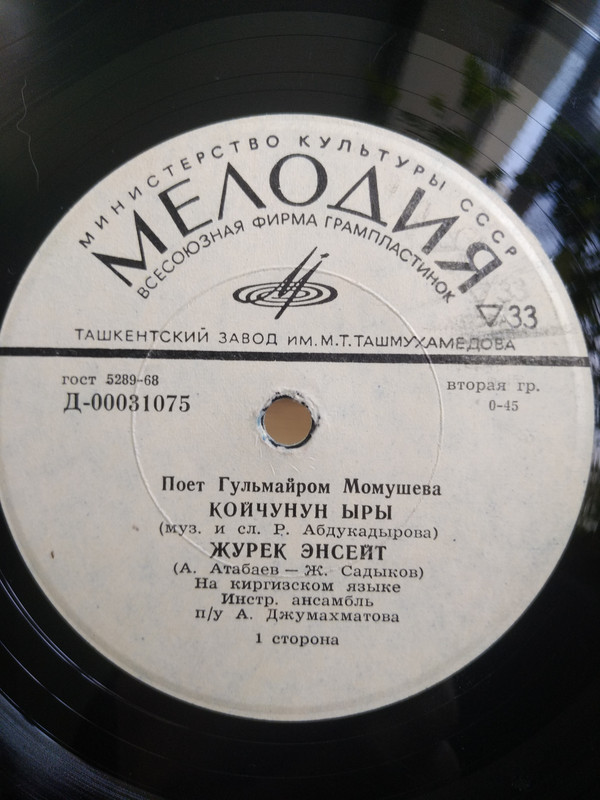 МИНИСТЕРСТВО КУЛЬТУРЫ СССР
МЕЛОДИЯ
ВСЕСОЮЗНАЯ ФИРМА ГРАМПЛАСТИНОК
33
ТАШКЕНТСКИЙ ЗАВОД ИМ. М.Т. ТАШМУХАМЕДОВА
гост 5289-68
вторая гр.
Д-00031075
0-45
Поет Гульмайром Момушева
КОЙЧУНУН ЫРЫ
(муз. и сл. Р. Абдукадырова)
ЖУРЕК ЭНСЕЙТ
(А. Атабаев — Ж. Садыков)
На киргизском языке
Инстр. ансамбль
п/у А. Джумахматова
1 сторона